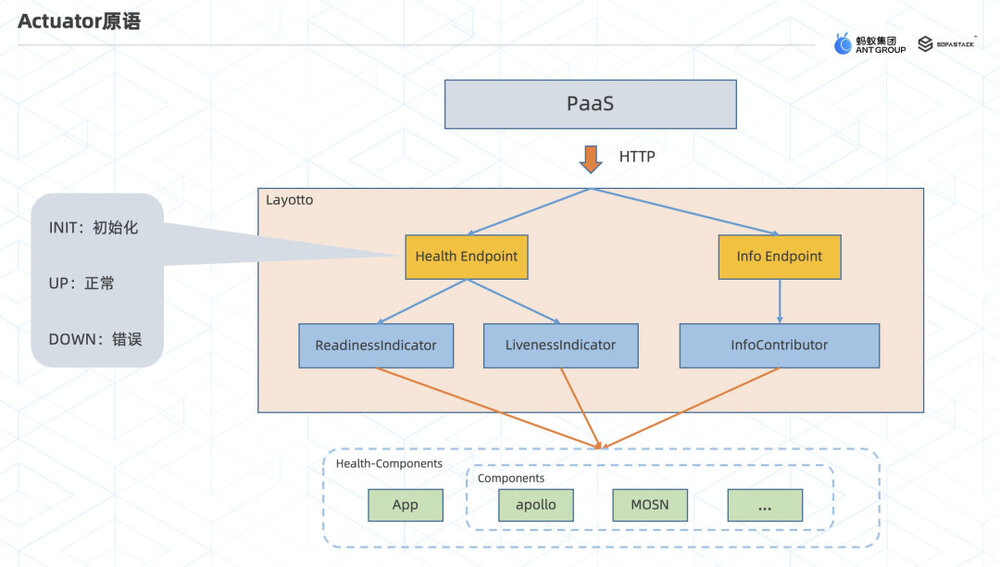 Actuator原语
蚂蚁集团
ANT GROUP
SOFASTACK
PaaS
HTTP
Layotto
INIT：初始化
UP：正常
DOWN：错误
Health Endpoint
Info Endpoint
ReadinessIndicator
LivenessIndicator
InfoContributor
Health-Components
Components
App
apollo
MOSN
...